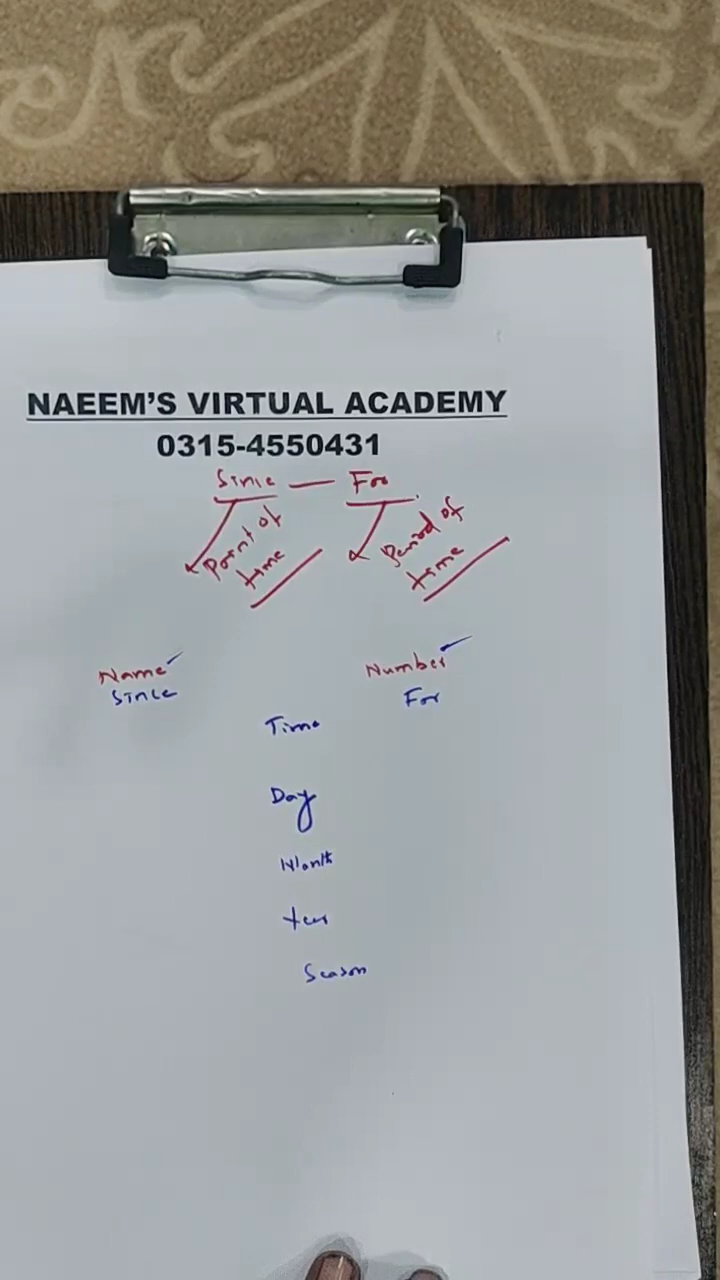 NAEEM'S VIRTUAL ACADEMY
0315-4550431
Since — For
Point of time
Period of time
Name Number
Since For
Time
Day
Month
Year
Season